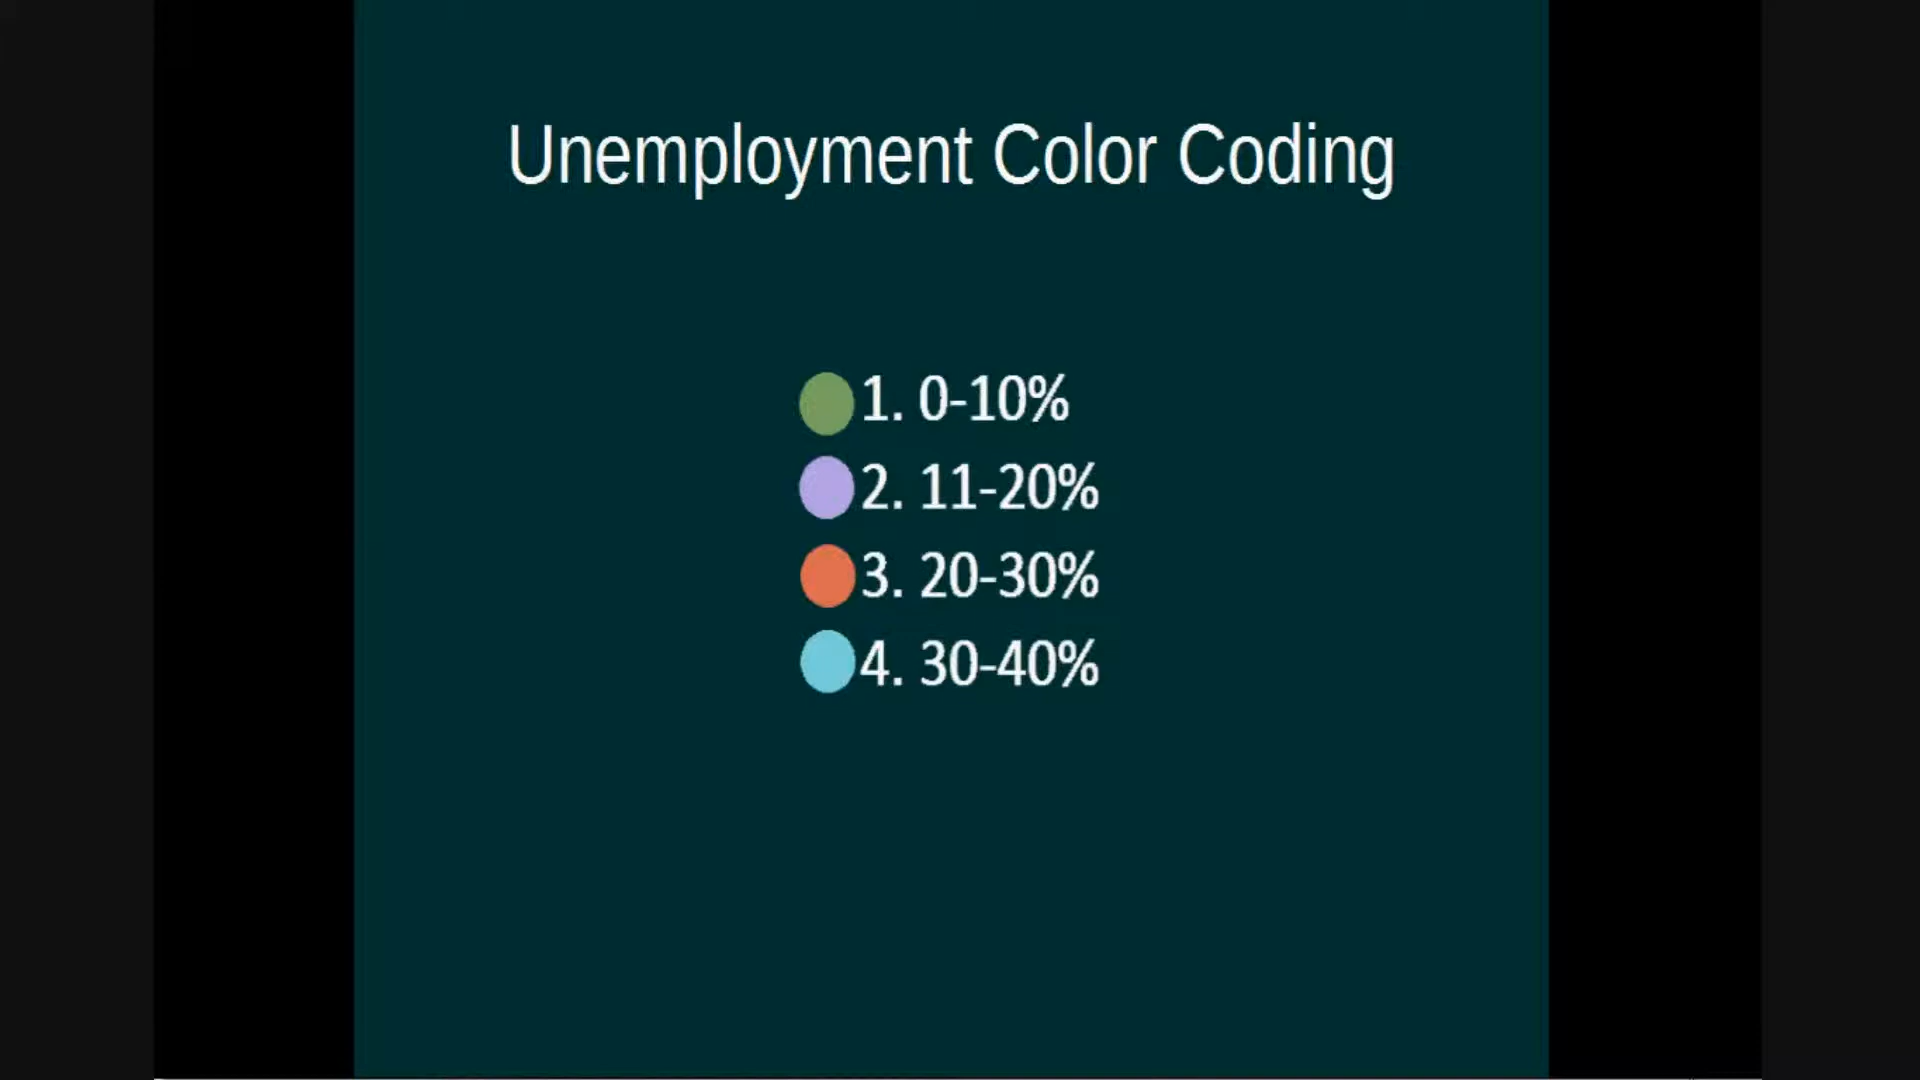 Unemployment Color Coding
1. 0-10%
2. 11-20%
3. 20-30%
4. 30-40%